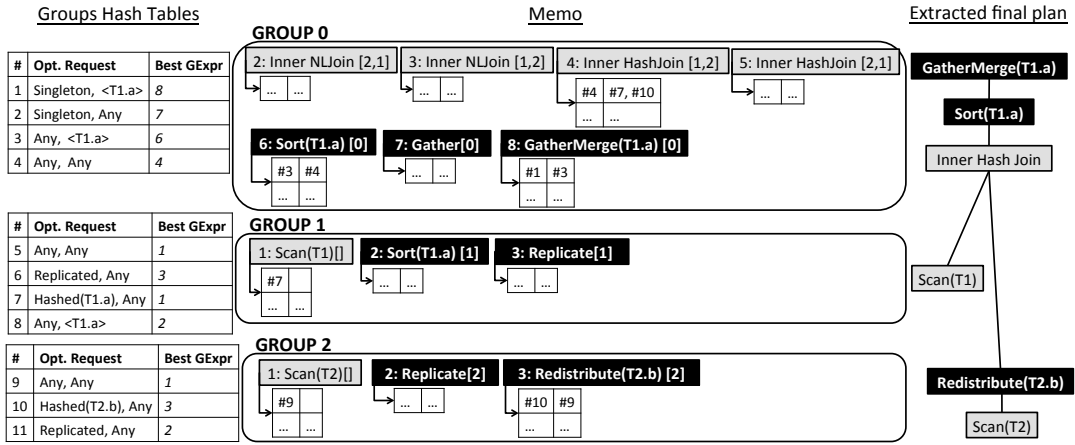 Groups Hash Tables
Memo
Extracted final plan
GROUP 0
# Opt. Request Best GExpr
1 Singleton, <T1.a> 8
2 Singleton, Any 7
3 Any, <T1.a> 6
4 Any, Any 4
2: Inner NLJoin [2,1]
... ...
3: Inner NLJoin [1,2]
... ...
4: Inner HashJoin [1,2]
#4 #7, #10
... ...
5: Inner HashJoin [2,1]
... ...
6: Sort(T1.a) [0]
#3 #4
... ...
7: Gather[0]
... ...
8: GatherMerge(T1.a) [0]
#1 #3
... ...
GROUP 1
# Opt. Request Best GExpr
5 Any, Any 1
6 Replicated, Any 3
7 Hashed(T1.a), Any 1
8 Any, <T1.a> 2
1: Scan(T1)[]
#7
... ...
2: Sort(T1.a) [1]
... ...
3: Replicate[1]
... ...
GROUP 2
# Opt. Request Best GExpr
9 Any, Any 1
10 Hashed(T2.b), Any 3
11 Replicated, Any 2
1: Scan(T2)[]
#9
... ...
2: Replicate[2]
... ...
3: Redistribute(T2.b) [2]
#10 #9
... ...
GatherMerge(T1.a)
Sort(T1.a)
Inner Hash Join
Scan(T1)
Redistribute(T2.b)
Scan(T2)